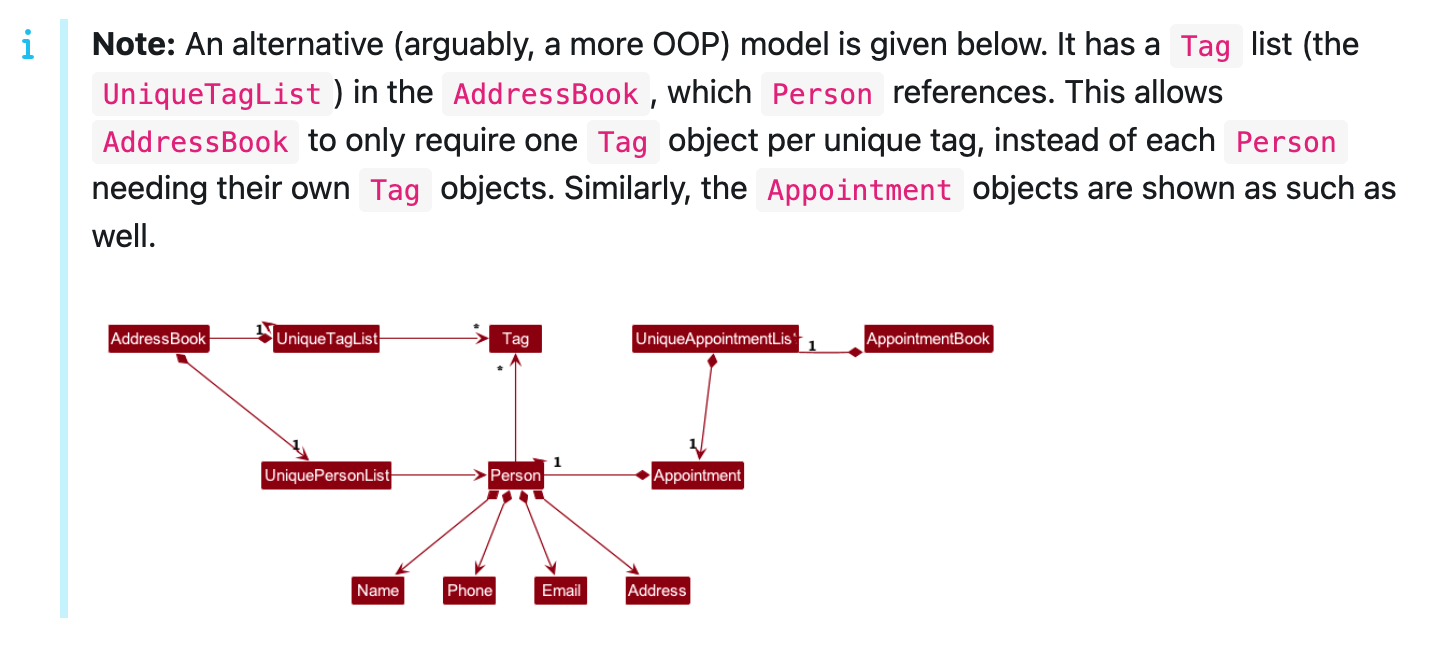 i
Note: An alternative (arguably, a more OOP) model is given below. It has a Tag list (the
UniqueTagList ) in the AddressBook , which Person references. This allows
AddressBook to only require one Tag object per unique tag, instead of each Person
needing their own Tag objects. Similarly, the Appointment objects are shown as such as
well.
AddressBook 1 UniqueTagList * Tag UniqueAppointmentLis 1 AppointmentBook
*
1 1
UniquePersonList Person 1 Appointment
Name Phone Email Address